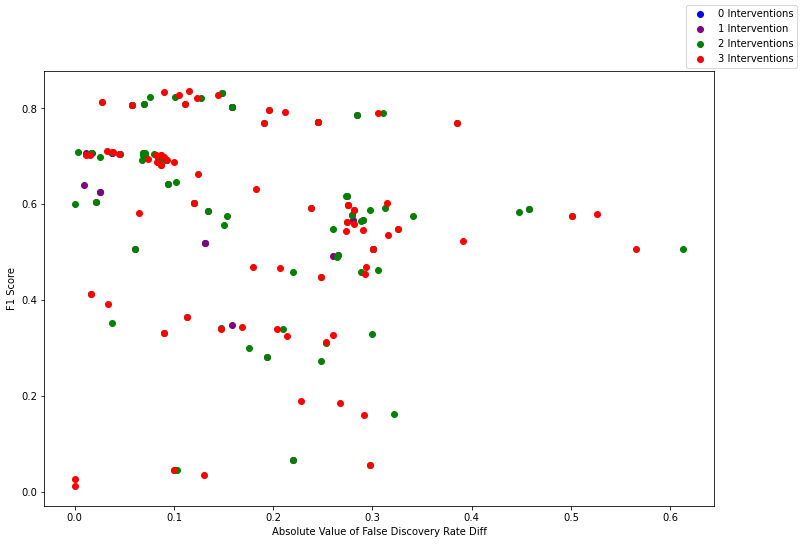 0 Interventions
1 Intervention
2 Interventions
3 Interventions
0.8
0.6
0.4
0.2
0.0
F1 Score
0.0 0.1 0.2 0.3 0.4 0.5 0.6
Absolute Value of False Discovery Rate Diff